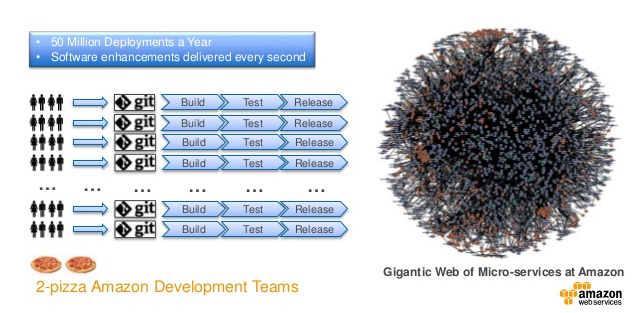 • 50 Million Deployments a Year
• Software enhancements delivered every second
git Build Test Release
git Build Test Release
git Build Test Release
git Build Test Release
... ... ... ... ... ...
git Build Test Release
git Build Test Release
2-pizza Amazon Development Teams
Gigantic Web of Micro-services at Amazon
amazon
webservices